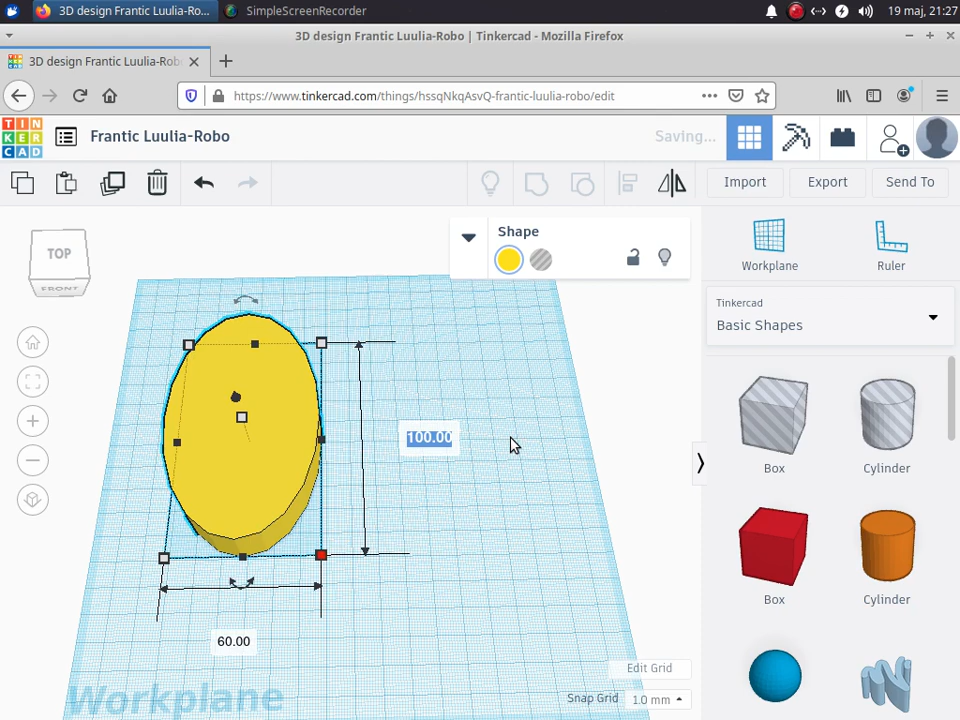 3D design Frantic Luulia-Ro...
SimpleScreenRecorder
19 maj, 21:27
3D design Frantic Luulia-Robo | Tinkercad - Mozilla Firefox
3D design Frantic Luulia-Rob
https://www.tinkercad.com/things/hssqNkqAsvQ-frantic-luulia-robo/edit
TIN
KER
CAD
Frantic Luulia-Robo
Saving...
Import
Export
Send To
TOP
FRONT
Shape
Workplane
Ruler
Tinkercad
Basic Shapes
Box
Cylinder
100.00
Box
Cylinder
60.00
Edit Grid
Snap Grid
1.0 mm
Workplane